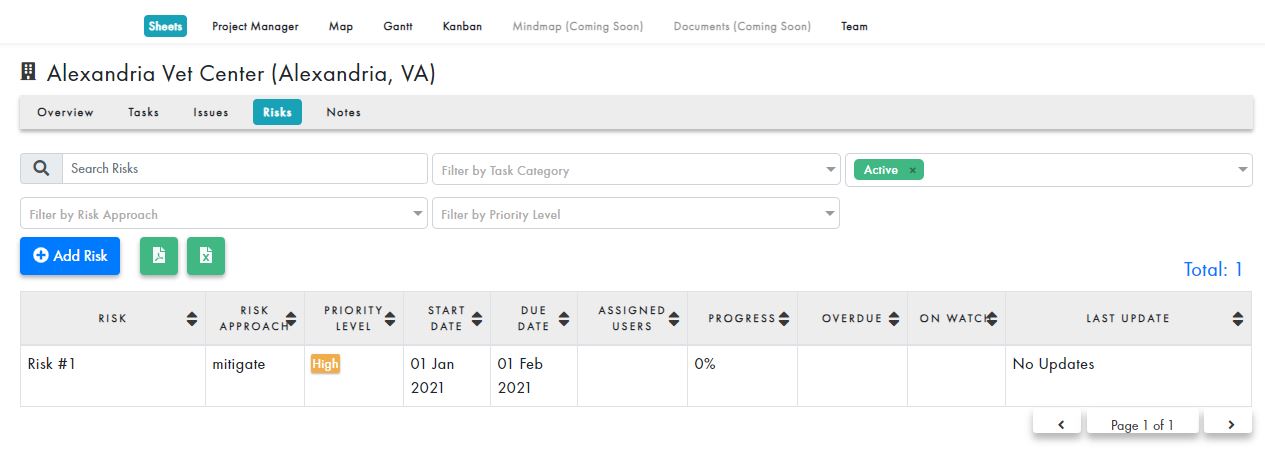 Sheets Project Manager Map Gantt Kanban Mindmap (Coming Soon) Documents (Coming Soon) Team
Alexandria Vet Center (Alexandria, VA)
Overview Tasks Issues Risks Notes
Search Risks Filter by Task Category Active ×
Filter by Risk Approach Filter by Priority Level
Add Risk
Total: 1
RISK RISK APPROACH PRIORITY LEVEL START DATE DUE DATE ASSIGNED USERS PROGRESS OVERDUE ON WATCH LAST UPDATE
Risk #1 mitigate High 01 Jan 2021 01 Feb 2021 0% No Updates
Page 1 of 1